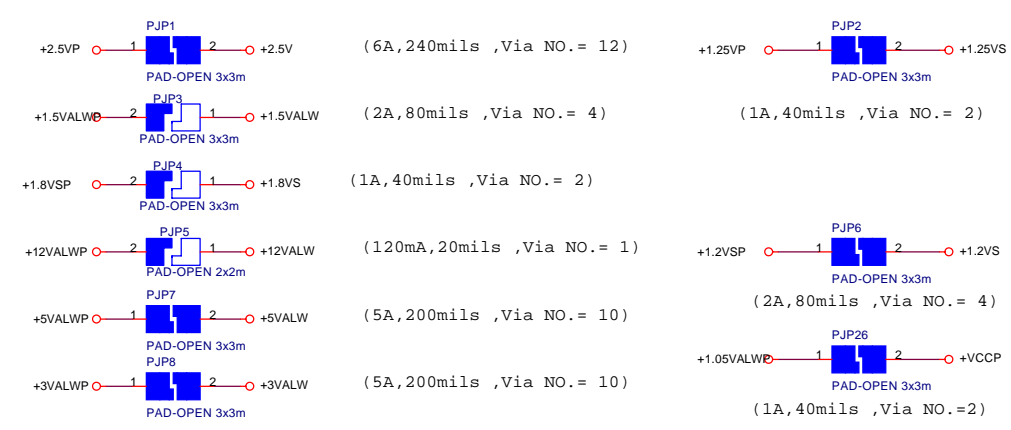 PJP1
+2.5VP 1 2 +2.5V (6A,240mils ,Via NO.= 12)
PAD-OPEN 3x3m
PJP3
+1.5VALWP 2 1 +1.5VALW (2A,80mils ,Via NO.= 4)
PAD-OPEN 3x3m
PJP4
+1.8VSP 2 1 +1.8VS (1A,40mils ,Via NO.= 2)
PAD-OPEN 3x3m
PJP5
+12VALWP 2 1 +12VALW (120mA,20mils ,Via NO.= 1)
PAD-OPEN 2x2m
PJP7
+5VALWP 1 2 +5VALW (5A,200mils ,Via NO.= 10)
PAD-OPEN 3x3m
PJP8
+3VALWP 1 2 +3VALW (5A,200mils ,Via NO.= 10)
PAD-OPEN 3x3m
PJP2
+1.25VP 1 2 +1.25VS
PAD-OPEN 3x3m
(1A,40mils ,Via NO.= 2)
PJP6
+1.2VSP 1 2 +1.2VS
PAD-OPEN 3x3m
(2A,80mils ,Via NO.= 4)
PJP26
+1.05VALWP 1 2 +VCCP
PAD-OPEN 3x3m
(1A,40mils ,Via NO.=2)